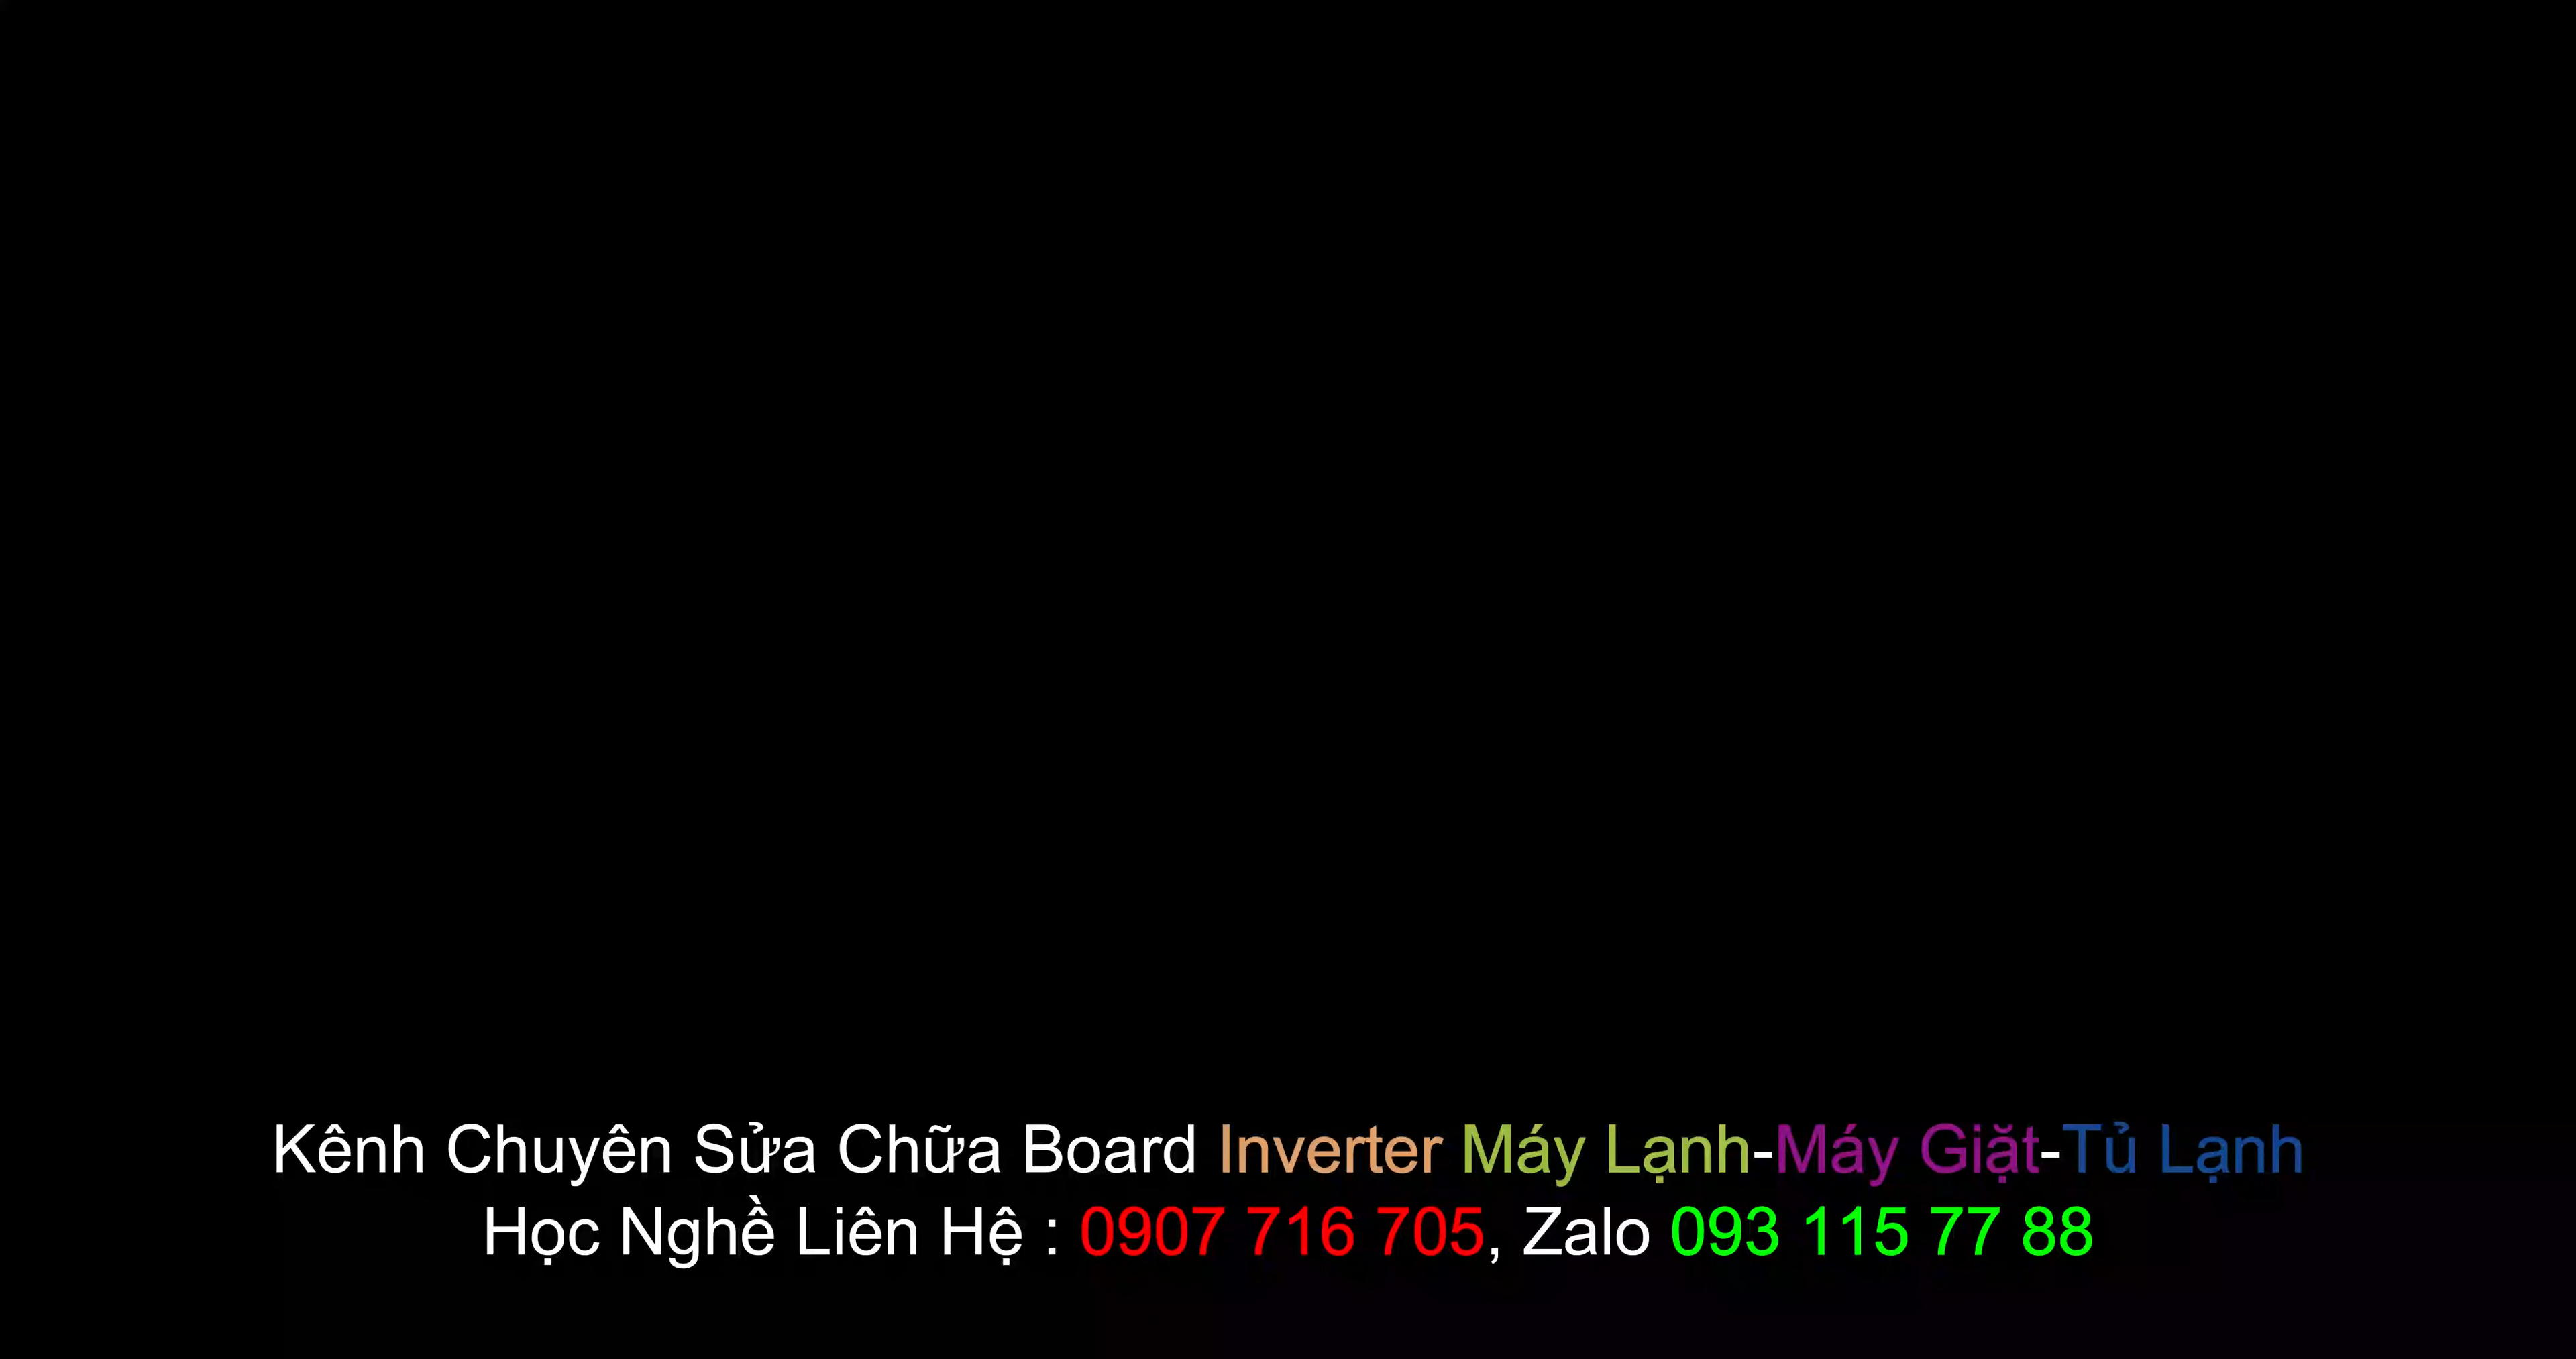 Kênh Chuyên Sửa Chữa Board Inverter Máy Lạnh-Máy Giặt-Tủ Lạnh
Học Nghề Liên Hệ : 0907 716 705, Zalo 093 115 77 88